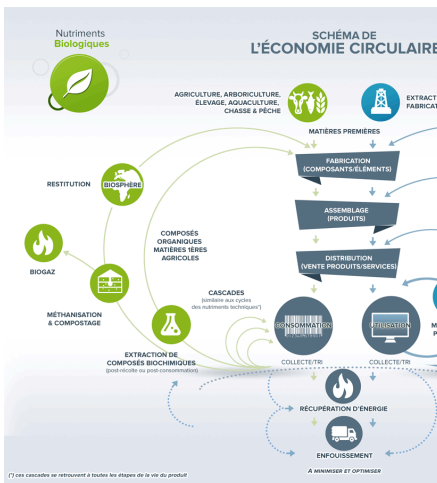 Nutriments
Biologiques
SCHÉMA DE
L'ÉCONOMIE CIRCULAIRE
AGRICULTURE, ARBORICULTURE,
ÉLEVAGE, AQUACULTURE,
CHASSE & PÊCHE
EXTRACT
FABRICAT
MATIÈRES PREMIÈRES
FABRICATION
(COMPOSANTS/ÉLÉMENTS)
RESTITUTION
BIOSPHÈRE
ASSEMBLAGE
(PRODUITS)
COMPOSÉS
ORGANIQUES
MATIÈRES 1ÈRES
AGRICOLES
DISTRIBUTION
(VENTE PRODUITS/SERVICES)
BIOGAZ
CASCADES
(similaire aux cycles
des nutriments techniques*)
MÉTHANISATION
& COMPOSTAGE
CONSOMMATION
UTILISATION
M
P
EXTRACTION DE
COMPOSÉS BIOCHIMIQUES
(post-récolte ou post-consommation)
COLLECTE/TRI
COLLECTE/TRI
RÉCUPÉRATION D'ÉNERGIE
ENFOUISSEMENT
À MINIMISER ET OPTIMISER
(*) ces cascades se retrouvent à toutes les étapes de la vie du produit